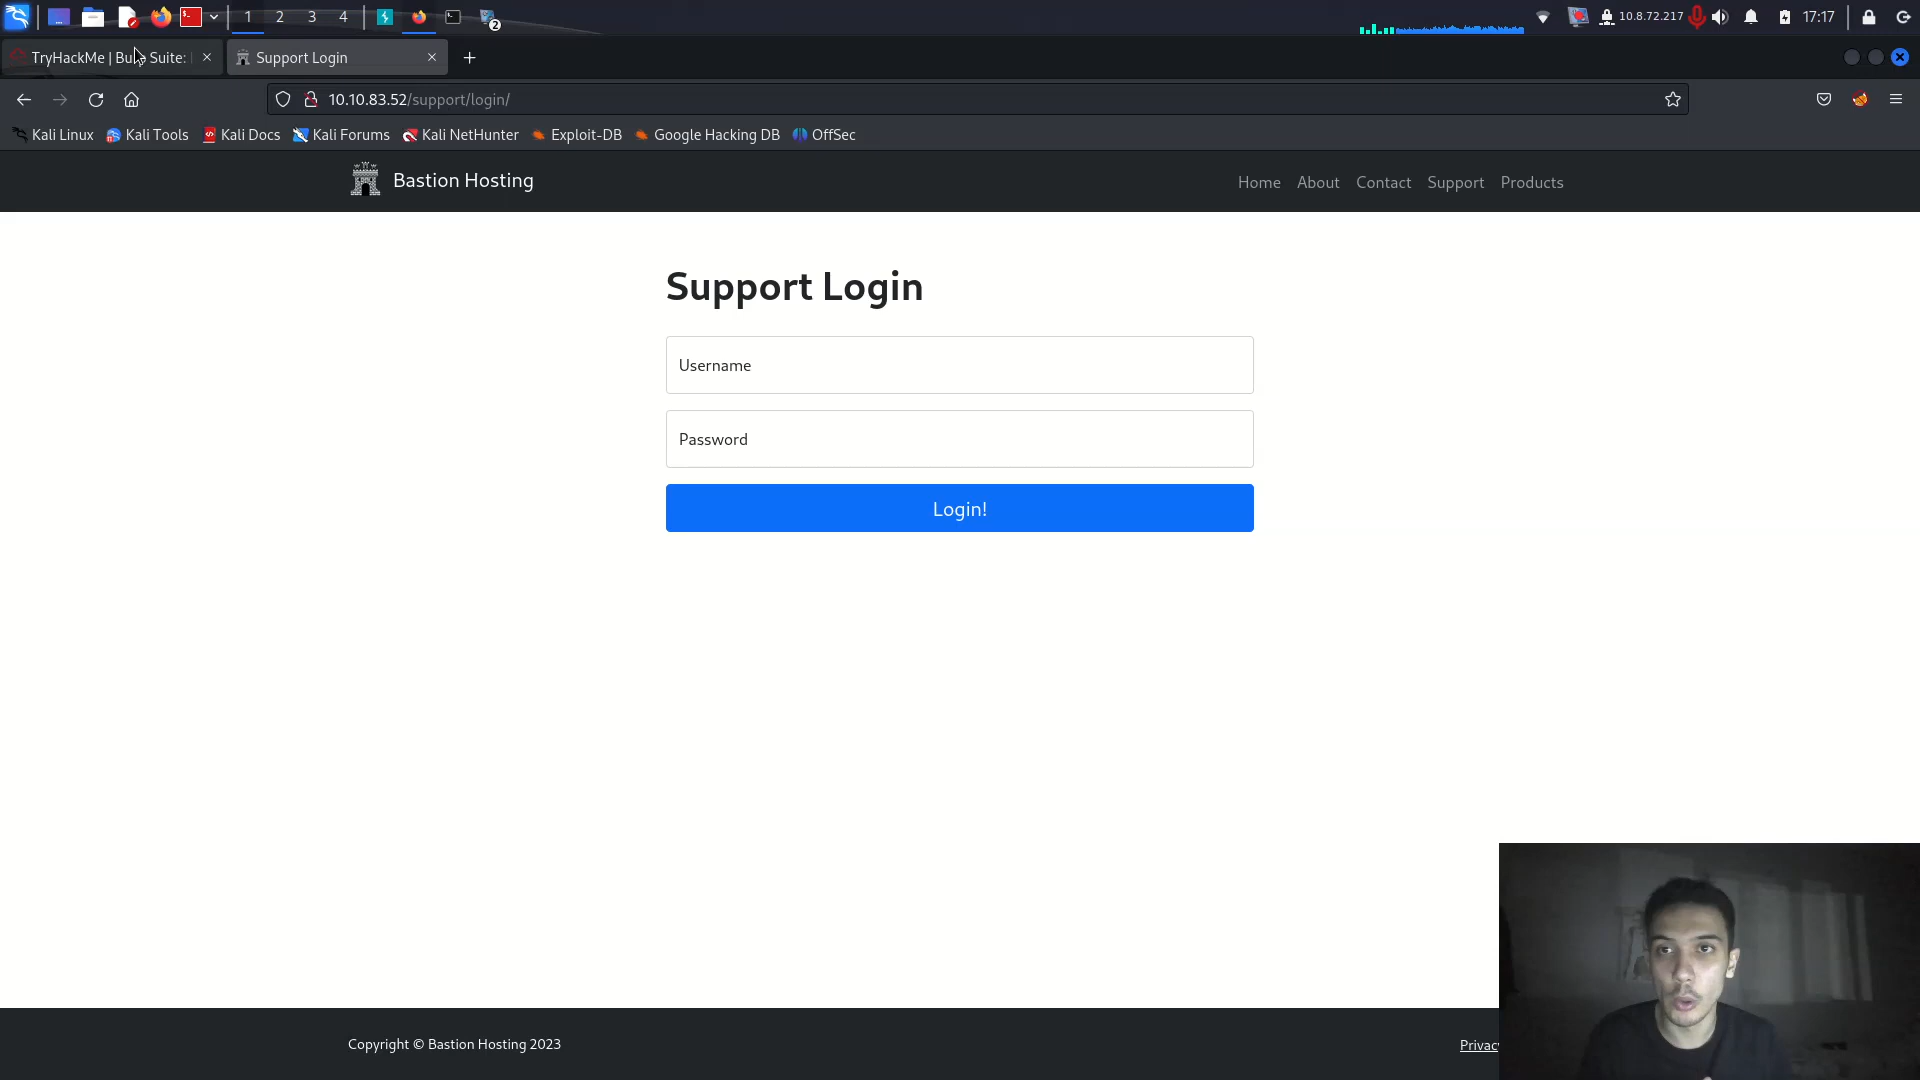 1 2 3 4
2
10.8.72.217
17:17
TryHackMe | Burp Suite:
Support Login
10.10.83.52/support/login/
Kali Linux Kali Tools Kali Docs Kali Forums Kali NetHunter Exploit-DB Google Hacking DB OffSec
Bastion Hosting
Home About Contact Support Products
Support Login
Username
Password
Login!
Copyright © Bastion Hosting 2023
Privacy